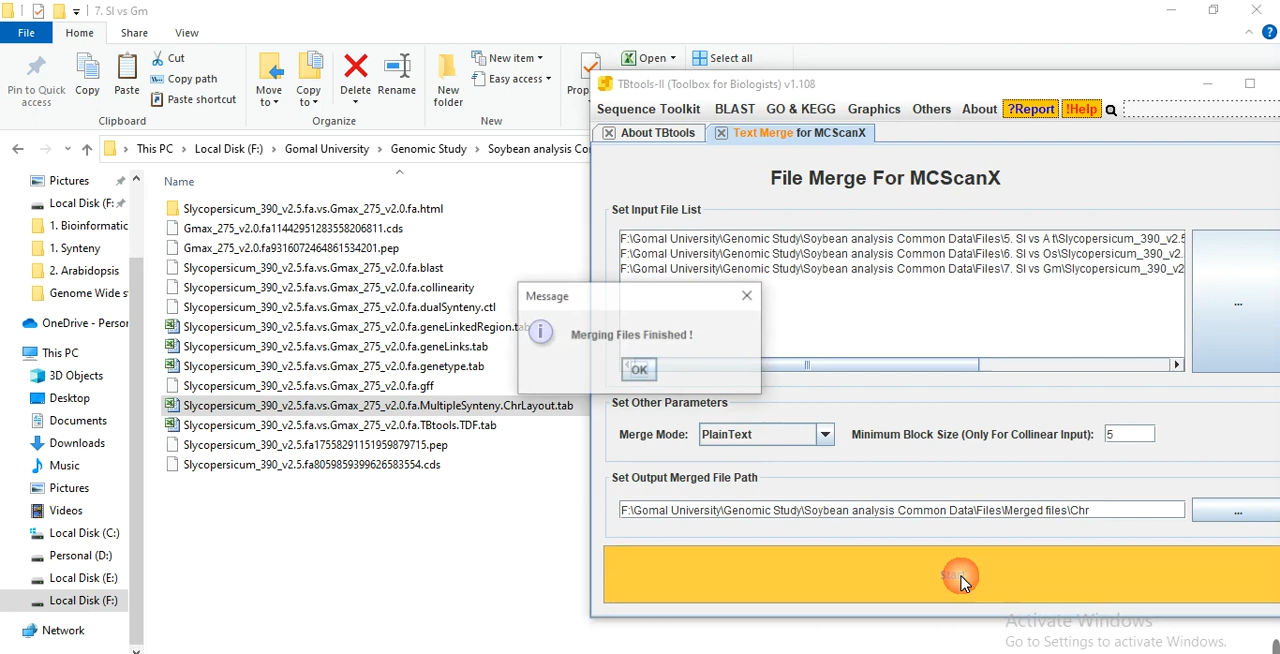 7. Sl vs Gm
File Home Share View
Pin to Quick access
Copy
Paste
Cut
Copy path
Paste shortcut
Clipboard
Move to
Copy to
Delete
Rename
Organize
New folder
New item
Easy access
New
Prop
Open
Select all
This PC > Local Disk (F:) > Gomal University > Genomic Study > Soybean analysis Co
Pictures
Local Disk (F:
1. Bioinformatic
1. Synteny
2. Arabidopsis
Genome Wide s
OneDrive - Person
This PC
3D Objects
Desktop
Documents
Downloads
Music
Pictures
Videos
Local Disk (C:)
Personal (D:)
Local Disk (E:)
Local Disk (F:)
Network
Name
Slycopersicum_390_v2.5.fa.vs.Gmax_275_v2.0.fa.html
Gmax_275_v2.0.fa11442951283558206811.cds
Gmax_275_v2.0.fa9316072464861534201.pep
Slycopersicum_390_v2.5.fa.vs.Gmax_275_v2.0.fa.blast
Slycopersicum_390_v2.5.fa.vs.Gmax_275_v2.0.fa.collinearity
Slycopersicum_390_v2.5.fa.vs.Gmax_275_v2.0.fa.dualSynteny.ctl
Slycopersicum_390_v2.5.fa.vs.Gmax_275_v2.0.fa.geneLinkedRegion.tab
Slycopersicum_390_v2.5.fa.vs.Gmax_275_v2.0.fa.geneLinks.tab
Slycopersicum_390_v2.5.fa.vs.Gmax_275_v2.0.fa.genetype.tab
Slycopersicum_390_v2.5.fa.vs.Gmax_275_v2.0.fa.gff
Slycopersicum_390_v2.5.fa.vs.Gmax_275_v2.0.fa.MultipleSynteny.ChrLayout.tab
Slycopersicum_390_v2.5.fa.vs.Gmax_275_v2.0.fa.TBtools.TDF.tab
Slycopersicum_390_v2.5.fa17558291151959879715.pep
Slycopersicum_390_v2.5.fa8059859399626583554.cds
TBtools-II (Toolbox for Biologists) v1.108
Sequence Toolkit BLAST GO & KEGG Graphics Others About ?Report !Help
About TBtools Text Merge for MCScanX
File Merge For MCScanX
Set Input File List
F:\Gomal University\Genomic Study\Soybean analysis Common Data\Files\5. Sl vs At\Slycopersicum_390_v2.5
F:\Gomal University\Genomic Study\Soybean analysis Common Data\Files\6. Sl vs Os\Slycopersicum_390_v2.
F:\Gomal University\Genomic Study\Soybean analysis Common Data\Files\7. Sl vs Gm\Slycopersicum_390_v2
...
Message
Merging Files Finished !
OK
Set Other Parameters
Merge Mode: PlainText Minimum Block Size (Only For Collinear Input): 5
Set Output Merged File Path
F:\Gomal University\Genomic Study\Soybean analysis Common Data\Files\Merged files\Chr ...
Activate Windows
Go to Settings to activate Windows.